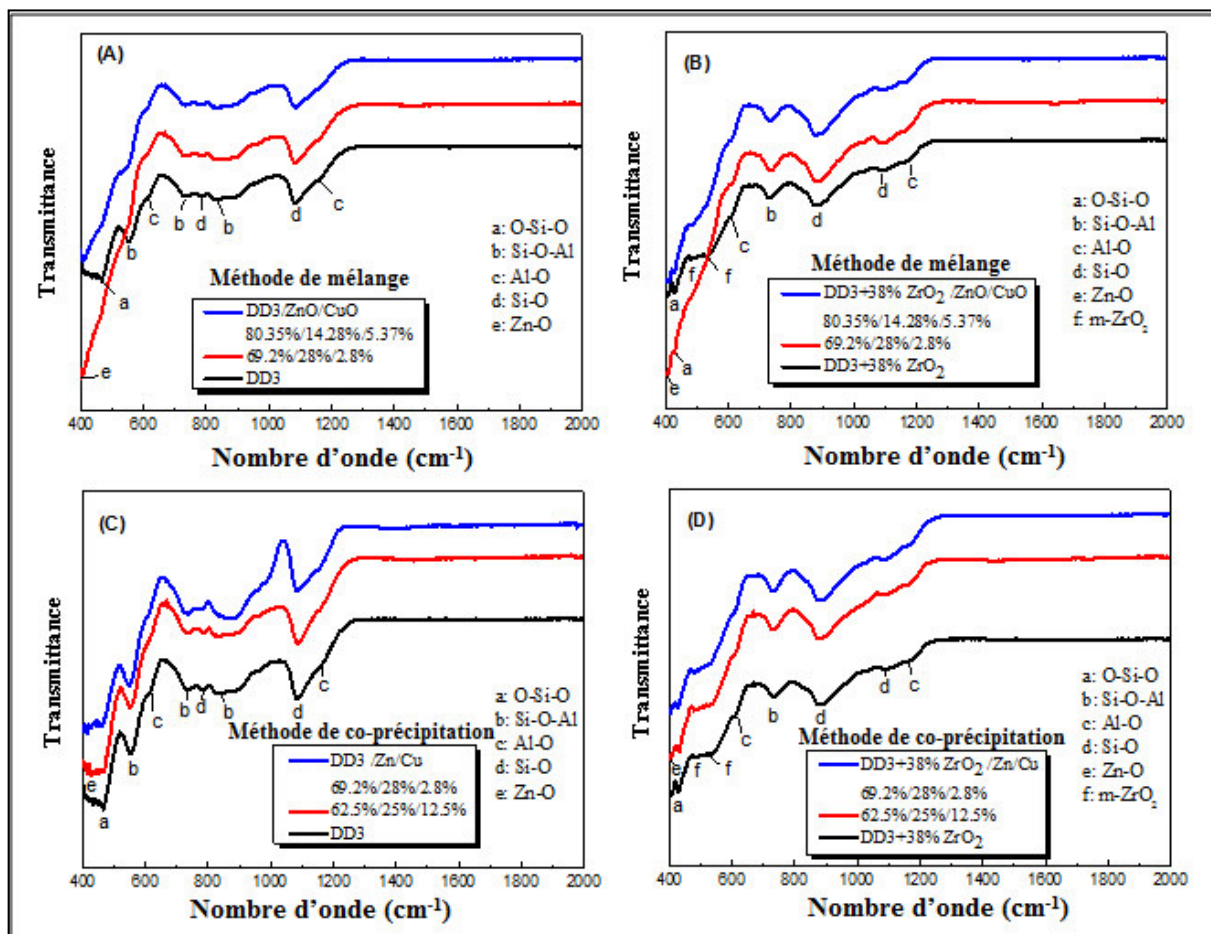 (A)
Transmittance
c
b
d
b
d
c
b
a
e
a: O-Si-O
b: Si-O-Al
c: Al-O
d: Si-O
e: Zn-O
Méthode de mélange
DD3/ZnO/CuO
80.35%/14.28%/5.37%
69.2%/28%/2.8%
DD3
400 600 800 1000 1200 1400 1600 1800 2000
Nombre d'onde (cm-1)
(B)
Transmittance
b
d
d
c
c
f
f
a
a
e
a: O-Si-O
b: Si-O-Al
c: Al-O
d: Si-O
e: Zn-O
f: m-ZrO2
Méthode de mélange
DD3+38% ZrO2 /ZnO/CuO
80.35%/14.28%/5.37%
69.2%/28%/2.8%
DD3+38% ZrO2
400 600 800 1000 1200 1400 1600 1800 2000
Nombre d'onde (cm-1)
(C)
Transmittance
c
b
d
b
d
c
b
e
a
a: O-Si-O
b: Si-O-Al
c: Al-O
d: Si-O
e: Zn-O
Méthode de co-précipitation
DD3 /Zn/Cu
69.2%/28%/2.8%
62.5%/25%/12.5%
DD3
400 600 800 1000 1200 1400 1600 1800 2000
Nombre d'onde (cm-1)
(D)
Transmittance
b
d
d
c
c
e
f
f
a
a: O-Si-O
b: Si-O-Al
c: Al-O
d: Si-O
e: Zn-O
f: m-ZrO2
Méthode de co-précipitation
DD3+38% ZrO2 /Zn/Cu
69.2%/28%/2.8%
62.5%/25%/12.5%
DD3+38% ZrO2
400 600 800 1000 1200 1400 1600 1800 2000
Nombre d'onde (cm-1)